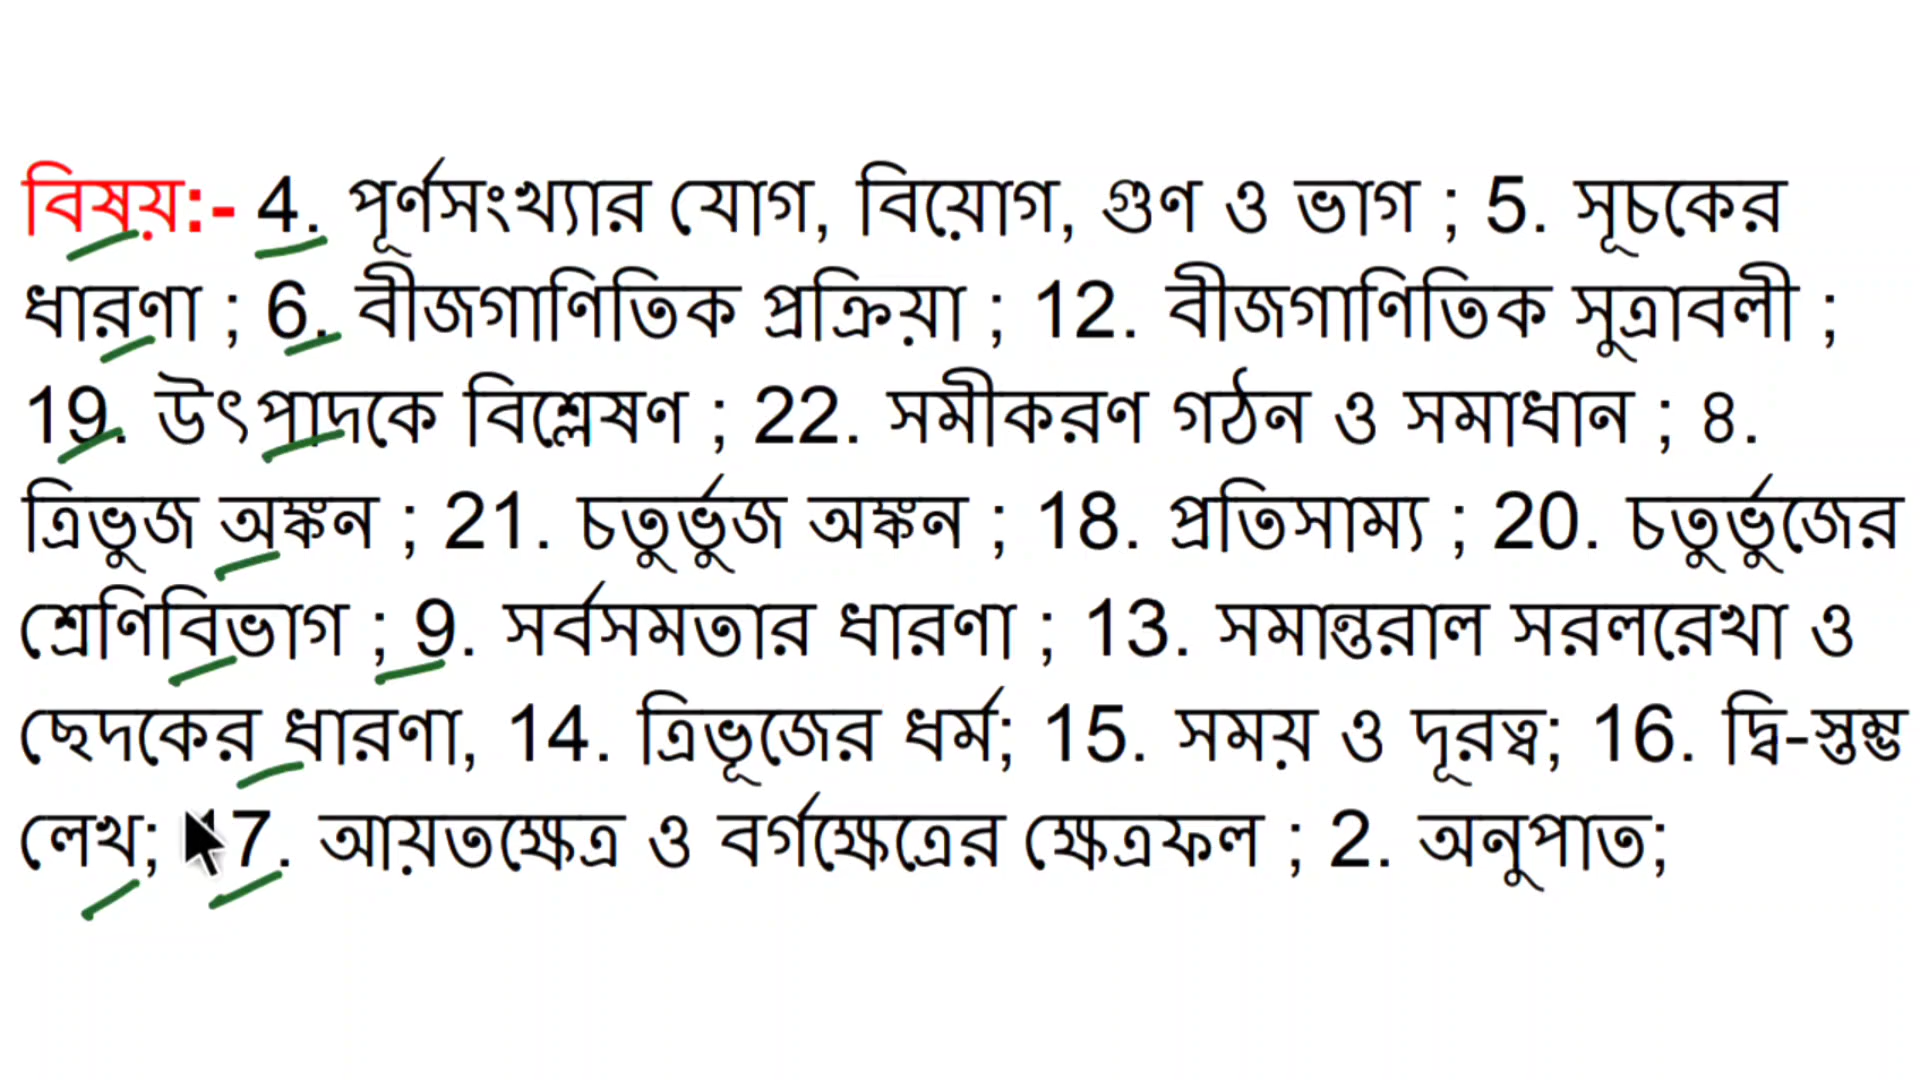 বিষয়:- 4. পূর্ণসংখ্যার যোগ, বিয়োগ, গুণ ও ভাগ ; 5. সূচকের
ধারণা ; 6. বীজগাণিতিক প্রক্রিয়া ; 12. বীজগাণিতিক সুত্রাবলী ;
19. উৎপাদকে বিশ্লেষণ ; 22. সমীকরণ গঠন ও সমাধান ; ৪.
ত্রিভুজ অঙ্কন ; 21. চতুর্ভুজ অঙ্কন ; 18. প্রতিসাম্য ; 20. চতুর্ভুজের
শ্রেণিবিভাগ ; 9. সর্বসমতার ধারণা ; 13. সমান্তরাল সরলরেখা ও
ছেদকের ধারণা, 14. ত্রিভূজের ধর্ম; 15. সময় ও দূরত্ব; 16. দ্বি-স্তম্ভ
লেখ; 17. আয়তক্ষেত্র ও বর্গক্ষেত্রের ক্ষেত্রফল ; 2. অনুপাত;